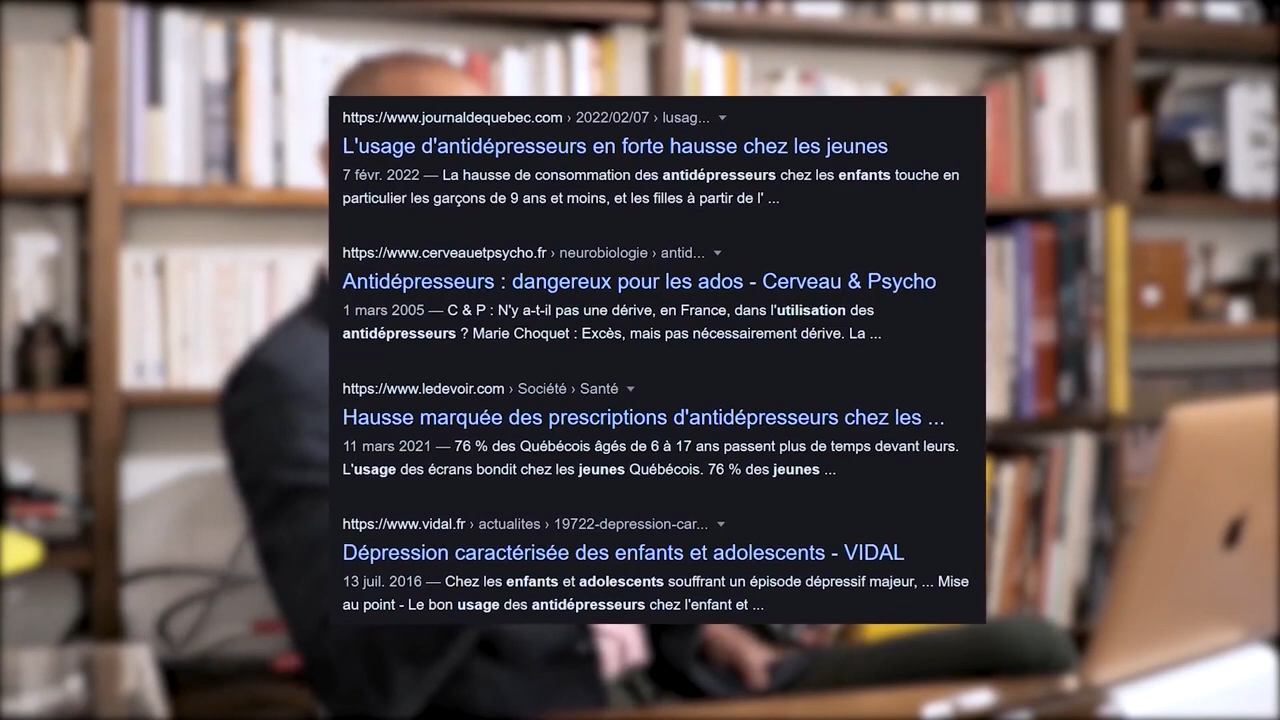 https://www.journaldequebec.com › 2022/02/07 › lusag...
L'usage d'antidépresseurs en forte hausse chez les jeunes
7 févr. 2022 — La hausse de consommation des antidépresseurs chez les enfants touche en
particulier les garçons de 9 ans et moins, et les filles à partir de l' ...
https://www.cerveauetpsycho.fr › neurobiologie › antid...
Antidépresseurs : dangereux pour les ados - Cerveau & Psycho
1 mars 2005 — C & P : N'y a-t-il pas une dérive, en France, dans l'utilisation des
antidépresseurs ? Marie Choquet : Excès, mais pas nécessairement dérive. La ...
https://www.ledevoir.com › Société › Santé
Hausse marquée des prescriptions d'antidépresseurs chez les ...
11 mars 2021 — 76 % des Québécois âgés de 6 à 17 ans passent plus de temps devant leurs.
L'usage des écrans bondit chez les jeunes Québécois. 76 % des jeunes ...
https://www.vidal.fr › actualites › 19722-depression-car...
Dépression caractérisée des enfants et adolescents - VIDAL
13 juil. 2016 — Chez les enfants et adolescents souffrant un épisode dépressif majeur, ... Mise
au point - Le bon usage des antidépresseurs chez l'enfant et ...